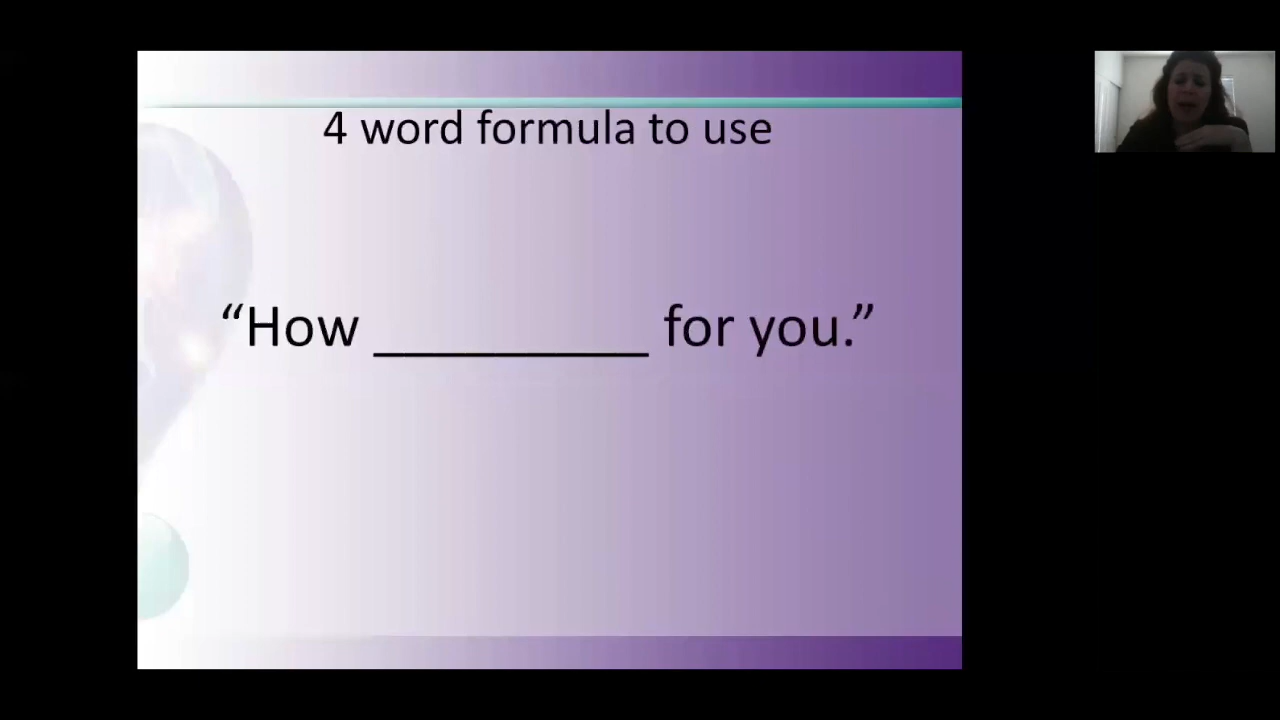 4 word formula to use
“How __________ for you.”